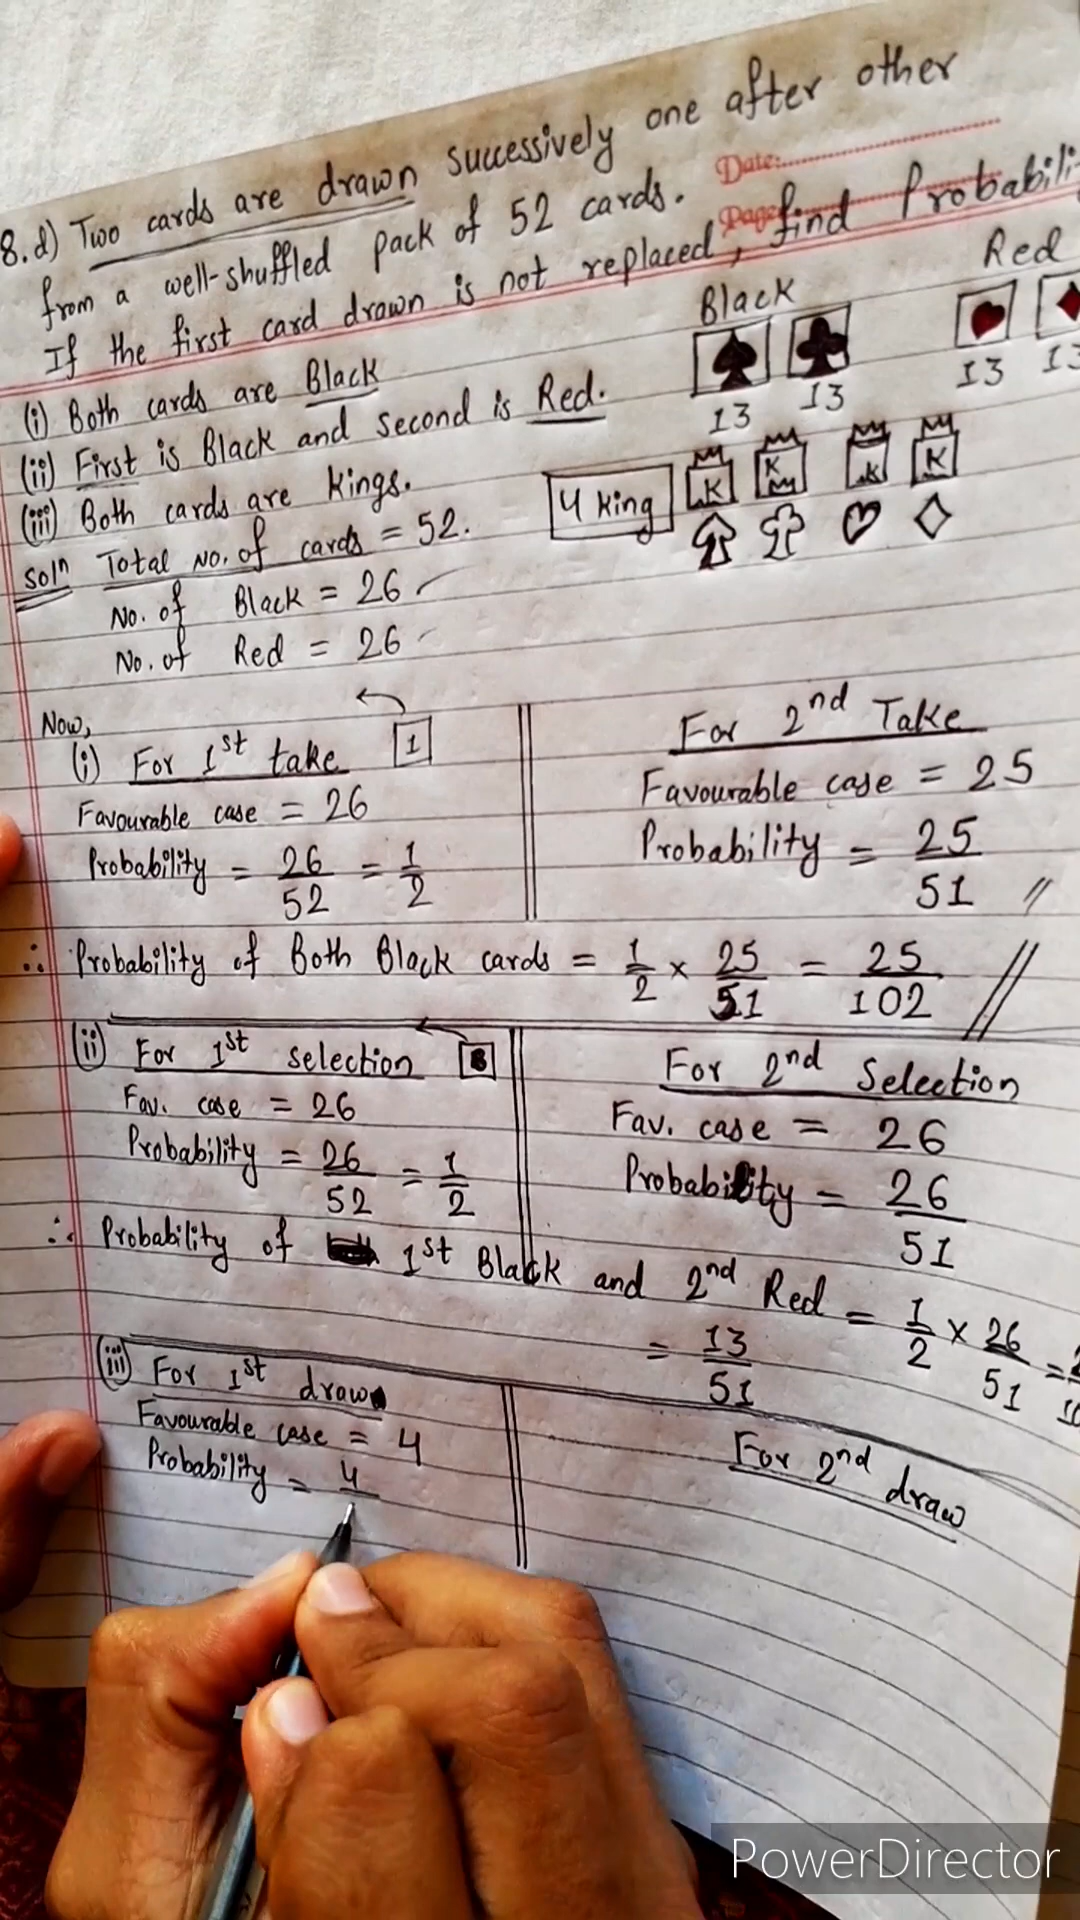 8.d) Two cards are drawn successively one after other
Date:
from a well-shuffled pack of 52 cards.
Page:
If the first card drawn is not replaced, find Probabili
Black
Red
13 13 13 13
(i) Both cards are Black
(ii) First is Black and second is Red.
(iii) Both cards are kings.
4 king K K K K
Soln Total No. of cards = 52.
No. of Black = 26
No. of Red = 26
Now,
(i) For 1st take 1
Favourable case = 26
Probability = 26/52 = 1/2
For 2nd Take
Favourable case = 25
Probability = 25/51
∴ Probability of Both Black cards = 1/2 × 25/51 = 25/102
(ii) For 1st selection B
Fav. case = 26
Probability = 26/52 = 1/2
For 2nd Selection
Fav. case = 26
Probability = 26/51
∴ Probability of 1st Black and 2nd Red = 1/2 × 26/51 =
= 13/51
(iii) For 1st draw
Favourable case = 4
Probability = 4
For 2nd draw
PowerDirector